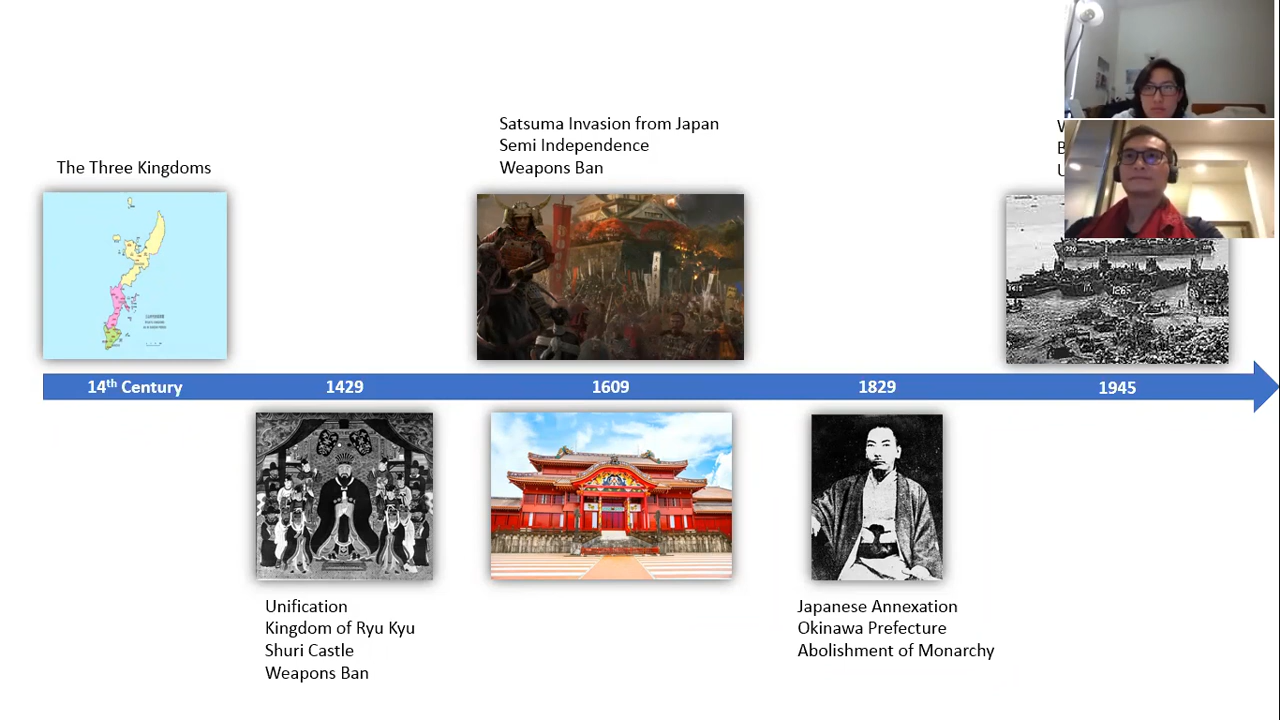 The Three Kingdoms
Satsuma Invasion from Japan
Semi Independence
Weapons Ban
14th Century
1429
1609
1829
1945
Unification
Kingdom of Ryu Kyu
Shuri Castle
Weapons Ban
Japanese Annexation
Okinawa Prefecture
Abolishment of Monarchy